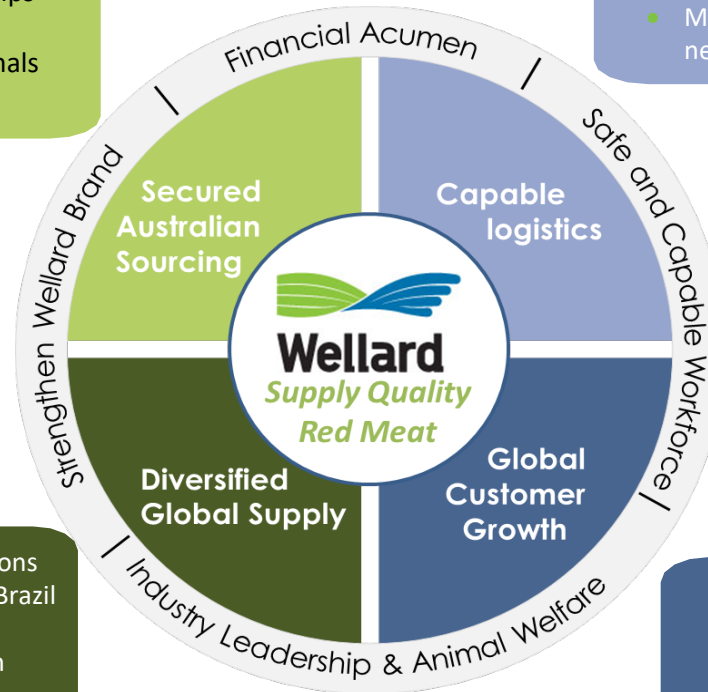 nals
M
ne
Financial Acumen
Safe and Capable Workforce
Industry Leadership & Animal Welfare
Strengthen Wellard Brand
Secured
Australian
Sourcing
Capable
logistics
Wellard
Supply Quality
Red Meat
Diversified
Global Supply
Global
Customer
Growth
ons
Brazil